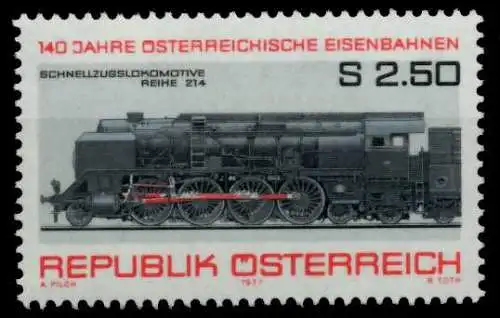 140 JAHRE ÖSTERREICHISCHE EISENBAHNEN
SCHNELLZUGSLOKOMOTIVE
REIHE 214
S 2.50
REPUBLIK ÖSTERREICH
A. PILCH 1977 R. TOTH